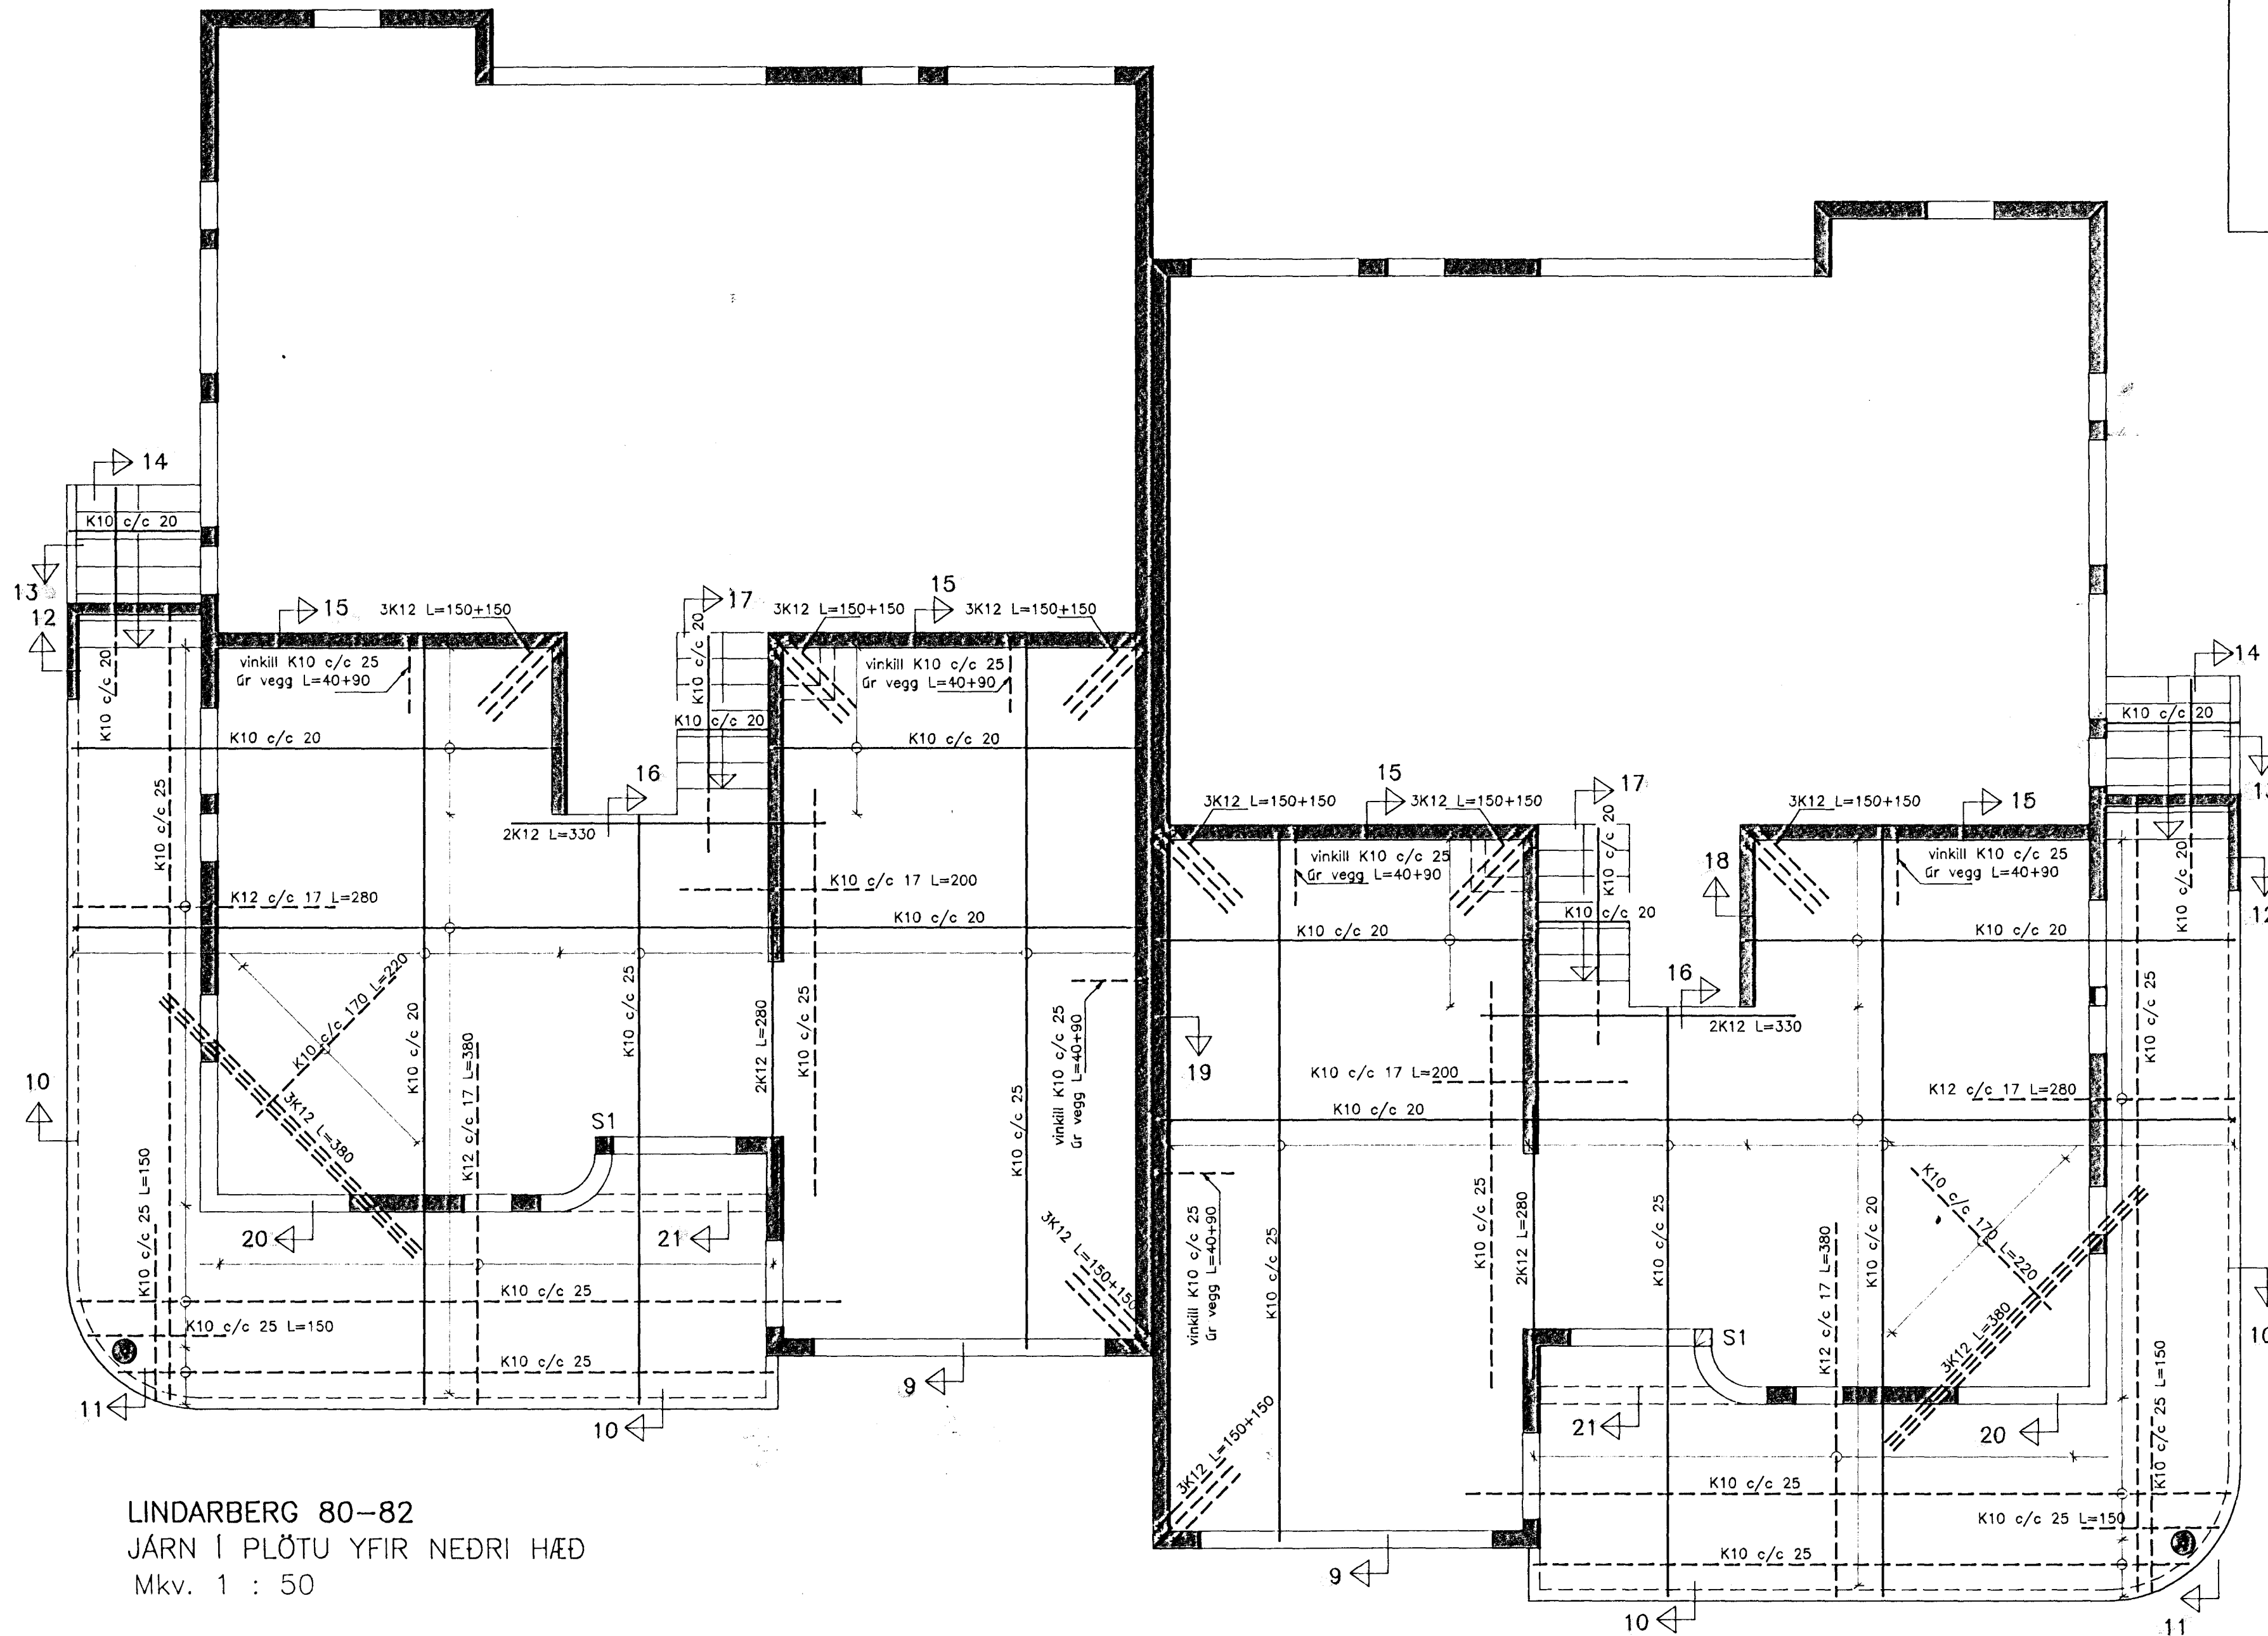 14
K10 c/c 20
13
12
K10 c/c 20
15
3K12 L=150+150
17
K10 c/c 20
3K12 L=150+150
15
3K12 L=150+150
vinkill K10 c/c 25
úr vegg L=40+90
vinkill K10 c/c 25
úr vegg L=40+90
K10 c/c 20
K10 c/c 20
K10 c/c 20
16
2K12 L=330
K10 c/c 25
K12 c/c 17 L=280
K10 c/c 17 L=200
K10 c/c 20
K10 c/c 170 L=220
K10 c/c 20
K10 c/c 25
2K12 L=280
K10 c/c 25
vinkill K10 c/c 25
úr vegg L=40+90
K10 c/c 25
10
3K12 L=380
K12 c/c 17 L=380
S1
K10 c/c 25 L=150
20
21
3K12 L=150+150
K10 c/c 25
K10 c/c 25 L=150
K10 c/c 25
11
10
9
14
K10 c/c 20
K10 c/c 20
12
15
3K12 L=150+150
15
3K12 L=150+150
17
K10 c/c 20
3K12 L=150+150
15
vinkill K10 c/c 25
úr vegg L=40+90
18
vinkill K10 c/c 25
úr vegg L=40+90
K10 c/c 20
K10 c/c 20
K10 c/c 20
16
2K12 L=330
K10 c/c 25
19
K10 c/c 17 L=200
K12 c/c 17 L=280
K10 c/c 20
vinkill K10 c/c 25
úr vegg L=40+90
K10 c/c 25
K10 c/c 25
2K12 L=280
K10 c/c 25
K10 c/c 20
K10 c/c 170 L=220
K12 c/c 17 L=380
3K12 L=380
S1
10
K10 c/c 25 L=150
3K12 L=150+150
21
20
K10 c/c 25
K10 c/c 25 L=150
K10 c/c 25
9
10
11
LINDARBERG 80–82
JÁRN Í PLÖTU YFIR NEÐRI HÆÐ
Mkv. 1 : 50